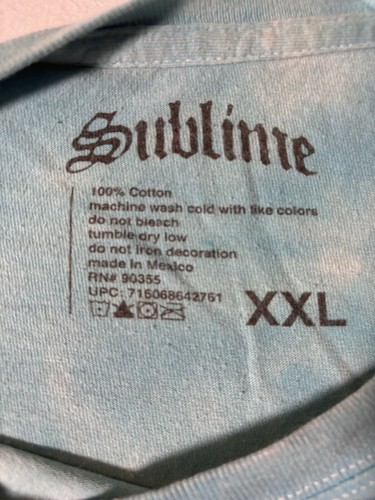 Sublime
100% Cotton
machine wash cold with like colors
do not bleach
tumble dry low
do not iron decoration
made in Mexico
RN# 90355
UPC: 715068642761
XXL